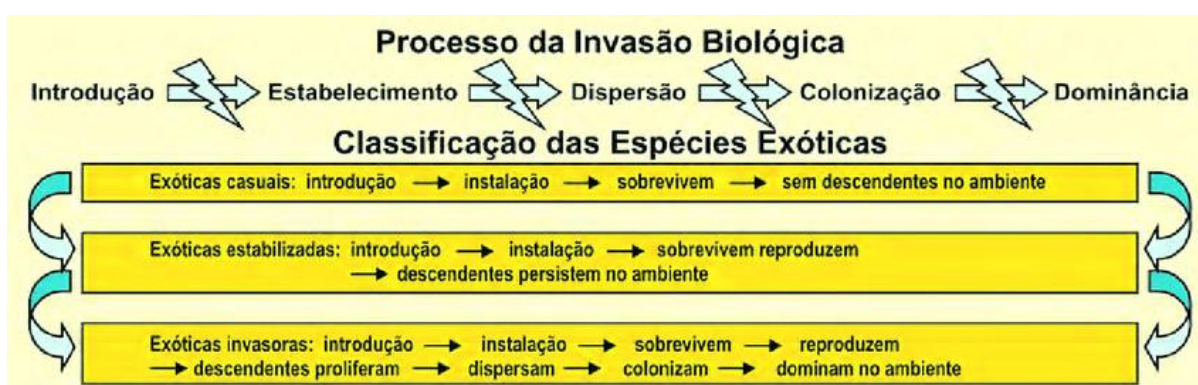 Processo da Invasão Biológica
Introdução Estabelecimento Dispersão Colonização Dominância
Classificação das Espécies Exóticas
Exóticas casuais: introdução → instalação → sobrevivem → sem descendentes no ambiente
Exóticas estabilizadas: introdução → instalação → sobrevivem reproduzem
→ descendentes persistem no ambiente
Exóticas invasoras: introdução → instalação → sobrevivem → reproduzem
→ descendentes proliferam → dispersam → colonizam → dominam no ambiente